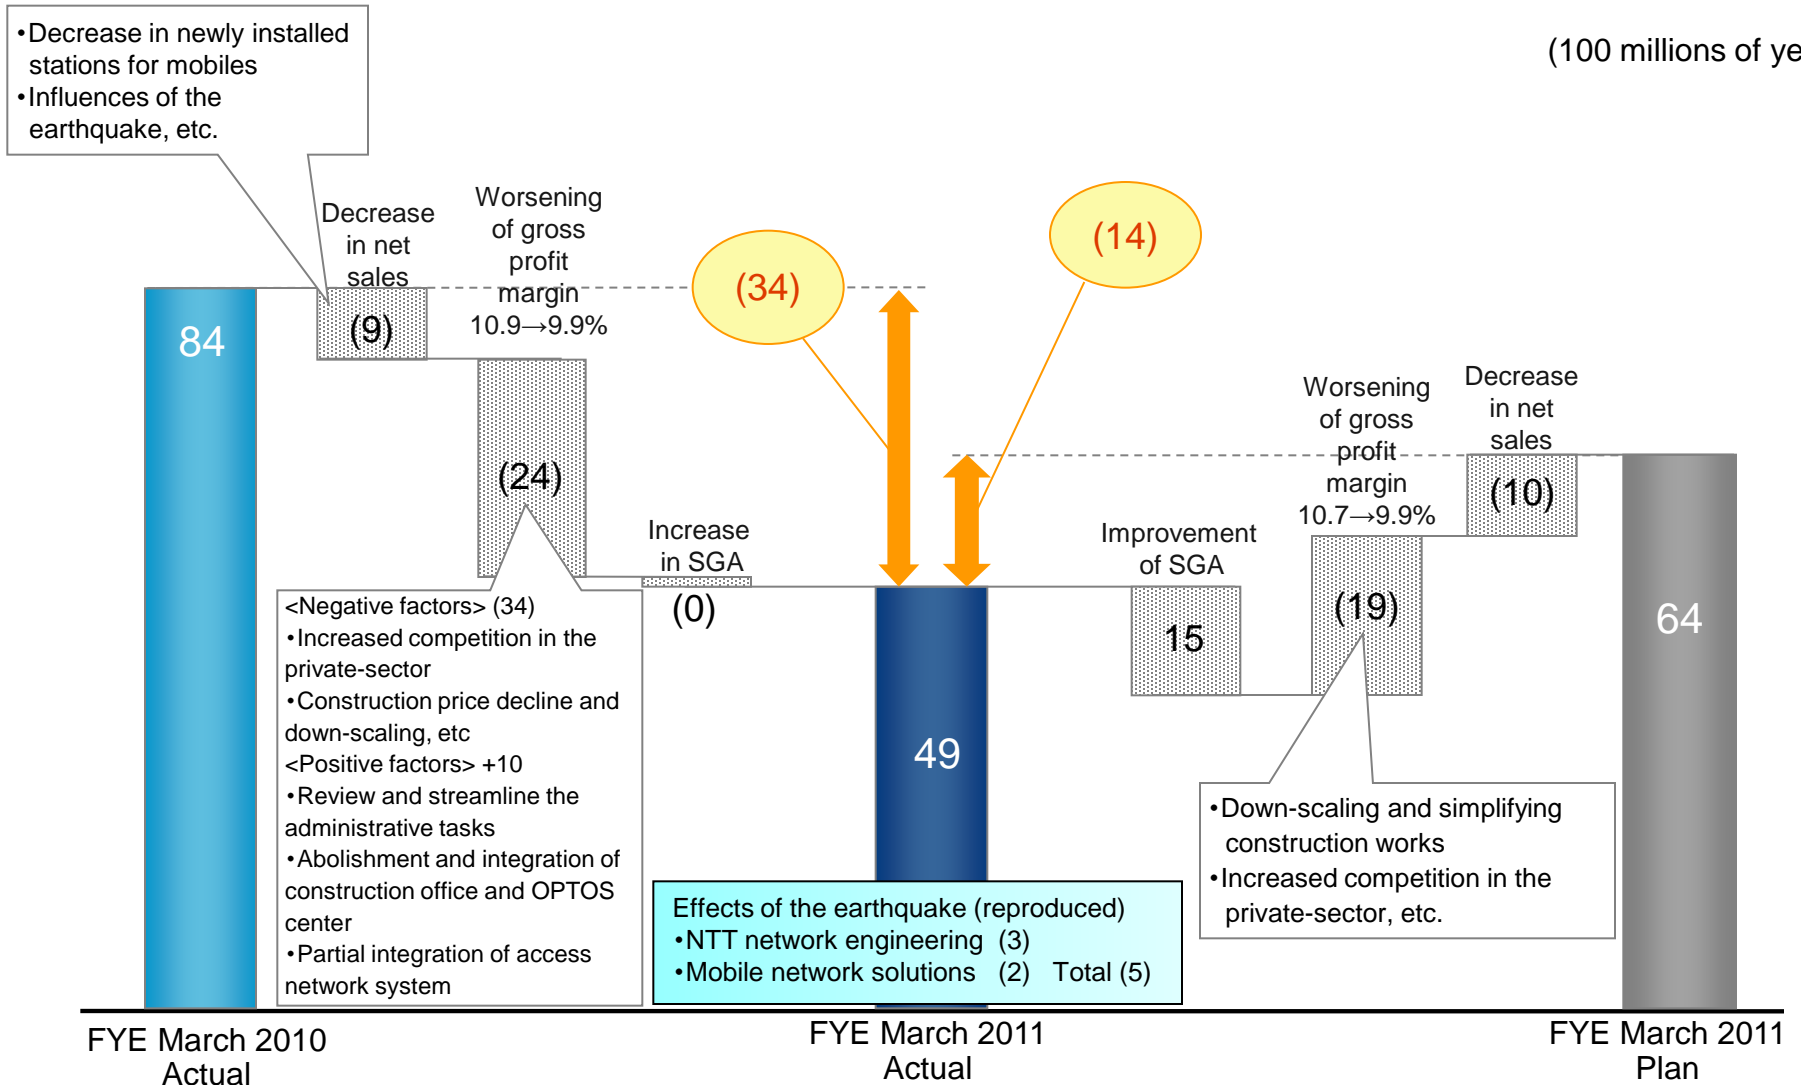 •Decrease in newly installed
stations for mobiles
•Influences of the
earthquake, etc.
(100 millions of ye
Decrease
in net
sales
Worsening
of gross
profit
margin
10.9→9.9%
(34)
(14)
84
(9)
(24)
Increase
in SGA
(0)
<Negative factors> (34)
•Increased competition in the
private-sector
•Construction price decline and
down-scaling, etc
<Positive factors> +10
•Review and streamline the
administrative tasks
•Abolishment and integration of
construction office and OPTOS
center
•Partial integration of access
network system
49
Effects of the earthquake (reproduced)
•NTT network engineering (3)
•Mobile network solutions (2) Total (5)
Improvement
of SGA
15
Worsening
of gross
profit
margin
10.7→9.9%
(19)
Decrease
in net
sales
(10)
64
•Down-scaling and simplifying
construction works
•Increased competition in the
private-sector, etc.
FYE March 2010
Actual
FYE March 2011
Actual
FYE March 2011
Plan